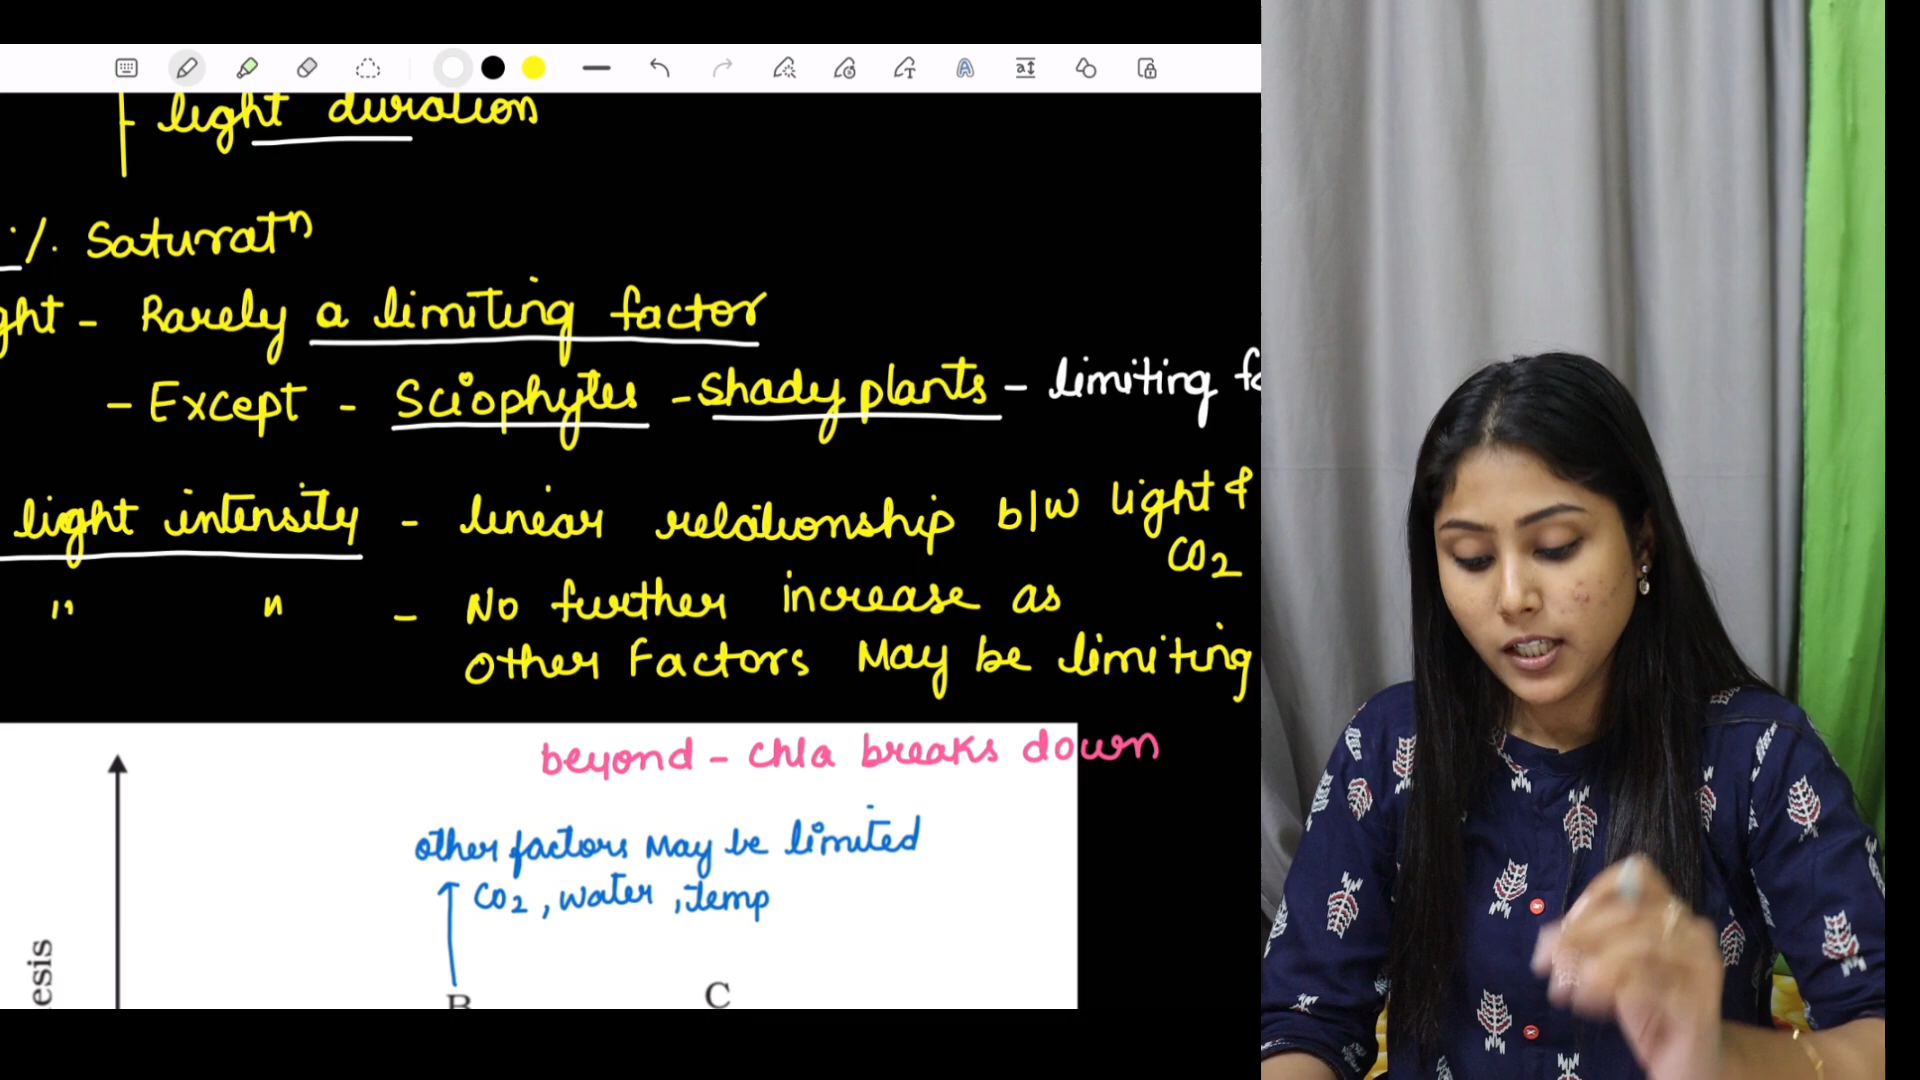 light duration
%. Saturatⁿ
ght - Rarely a limiting factor
- Except - Sciophytes - Shady plants - limiting fa
light intensity - linear relationship b/w light &
CO2
" " - No further increase as
other Factors May be limiting
beyond - chla breaks down
other factors May be limited
CO2, water, temp
esis
B C